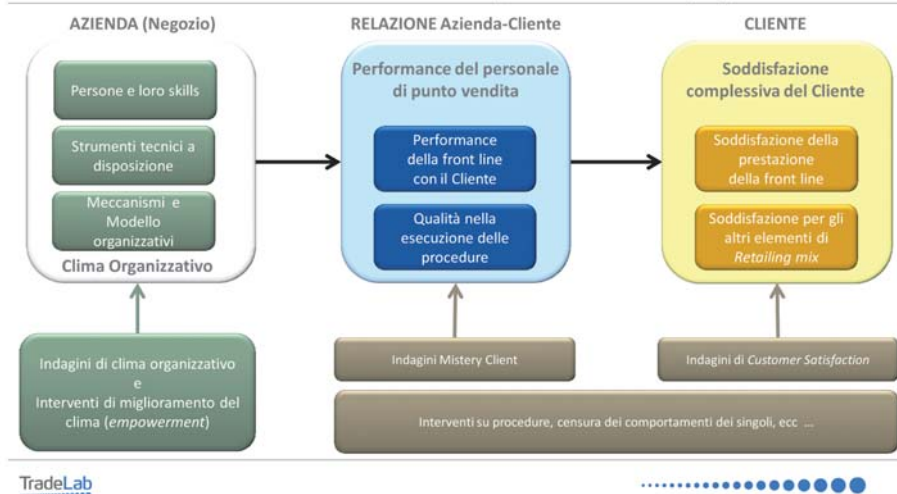 AZIENDA (Negozio)
Persone e loro skills
Strumenti tecnici a
disposizione
Meccanismi e
Modello
organizzativi
Clima Organizzativo
Indagini di clima organizzativo
e
Interventi di miglioramento del
clima (empowerment)
RELAZIONE Azienda-Cliente
Performance del personale
di punto vendita
Performance
della front line
con il Cliente
Qualità nella
esecuzione delle
procedure
Indagini Mistery Client
CLIENTE
Soddisfazione
complessiva del Cliente
Soddisfazione della
prestazione
della front line
Soddisfazione per gli
altri elementi di
Retailing mix
Indagini di Customer Satisfaction
Interventi su procedure, censura dei comportamenti dei singoli, ecc ...
TradeLab